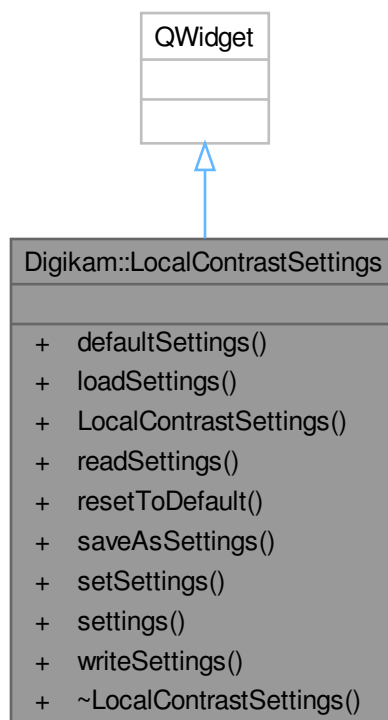 QWidget
Digikam::LocalContrastSettings
+ defaultSettings()
+ loadSettings()
+ LocalContrastSettings()
+ readSettings()
+ resetToDefault()
+ saveAsSettings()
+ setSettings()
+ settings()
+ writeSettings()
+ ~LocalContrastSettings()